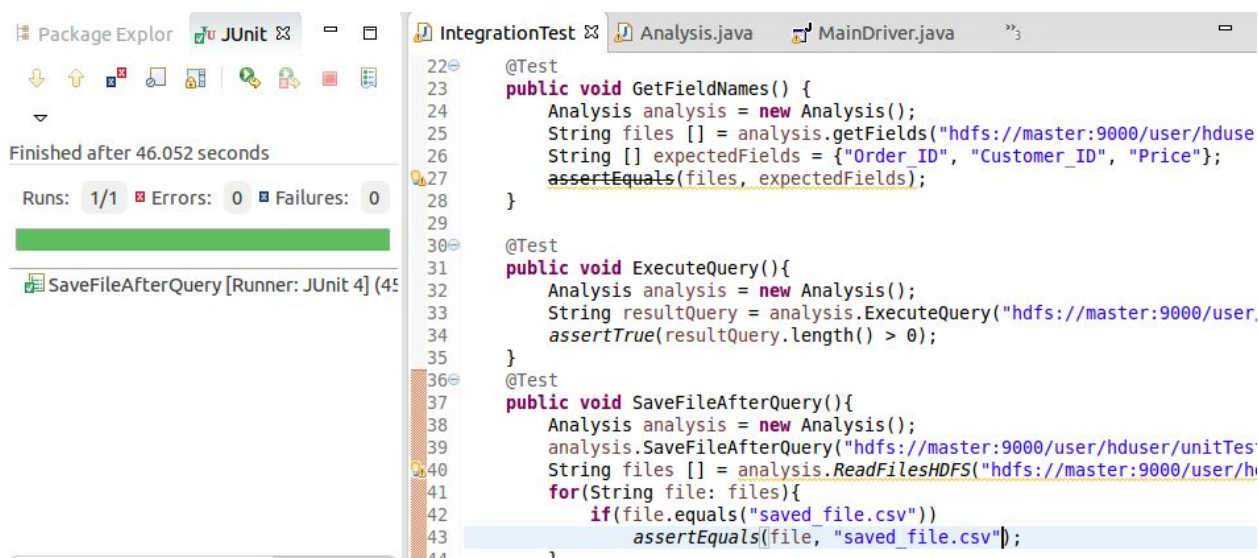 Package Explor JUnit
Finished after 46.052 seconds
Runs: 1/1 Errors: 0 Failures: 0
SaveFileAfterQuery [Runner: JUnit 4] (45
IntegrationTest Analysis.java MainDriver.java »3
22 @Test
23 public void GetFieldNames() {
24 Analysis analysis = new Analysis();
25 String files [] = analysis.getFields("hdfs://master:9000/user/hduse
26 String [] expectedFields = {"Order_ID", "Customer_ID", "Price"};
27 assertEquals(files, expectedFields);
28 }
29
30 @Test
31 public void ExecuteQuery(){
32 Analysis analysis = new Analysis();
33 String resultQuery = analysis.ExecuteQuery("hdfs://master:9000/user/
34 assertTrue(resultQuery.length() > 0);
35 }
36 @Test
37 public void SaveFileAfterQuery(){
38 Analysis analysis = new Analysis();
39 analysis.SaveFileAfterQuery("hdfs://master:9000/user/hduser/unitTes
40 String files [] = analysis.ReadFilesHDFS("hdfs://master:9000/user/h
41 for(String file: files){
42 if(file.equals("saved_file.csv"))
43 assertEquals(file, "saved_file.csv");
44 }